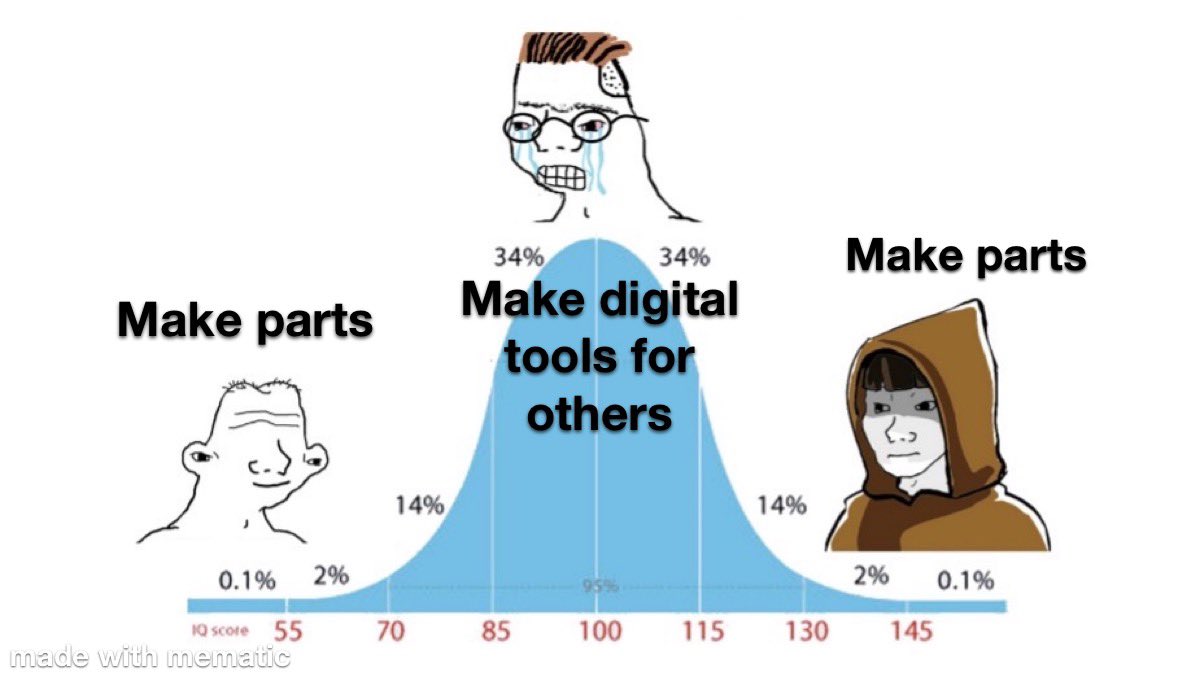 34%
34%
Make parts
Make digital
tools for
others
Make parts
14%
14%
0.1%
2%
95%
2%
0.1%
IQ score
55
70
85
100
115
130
145
made with mematic